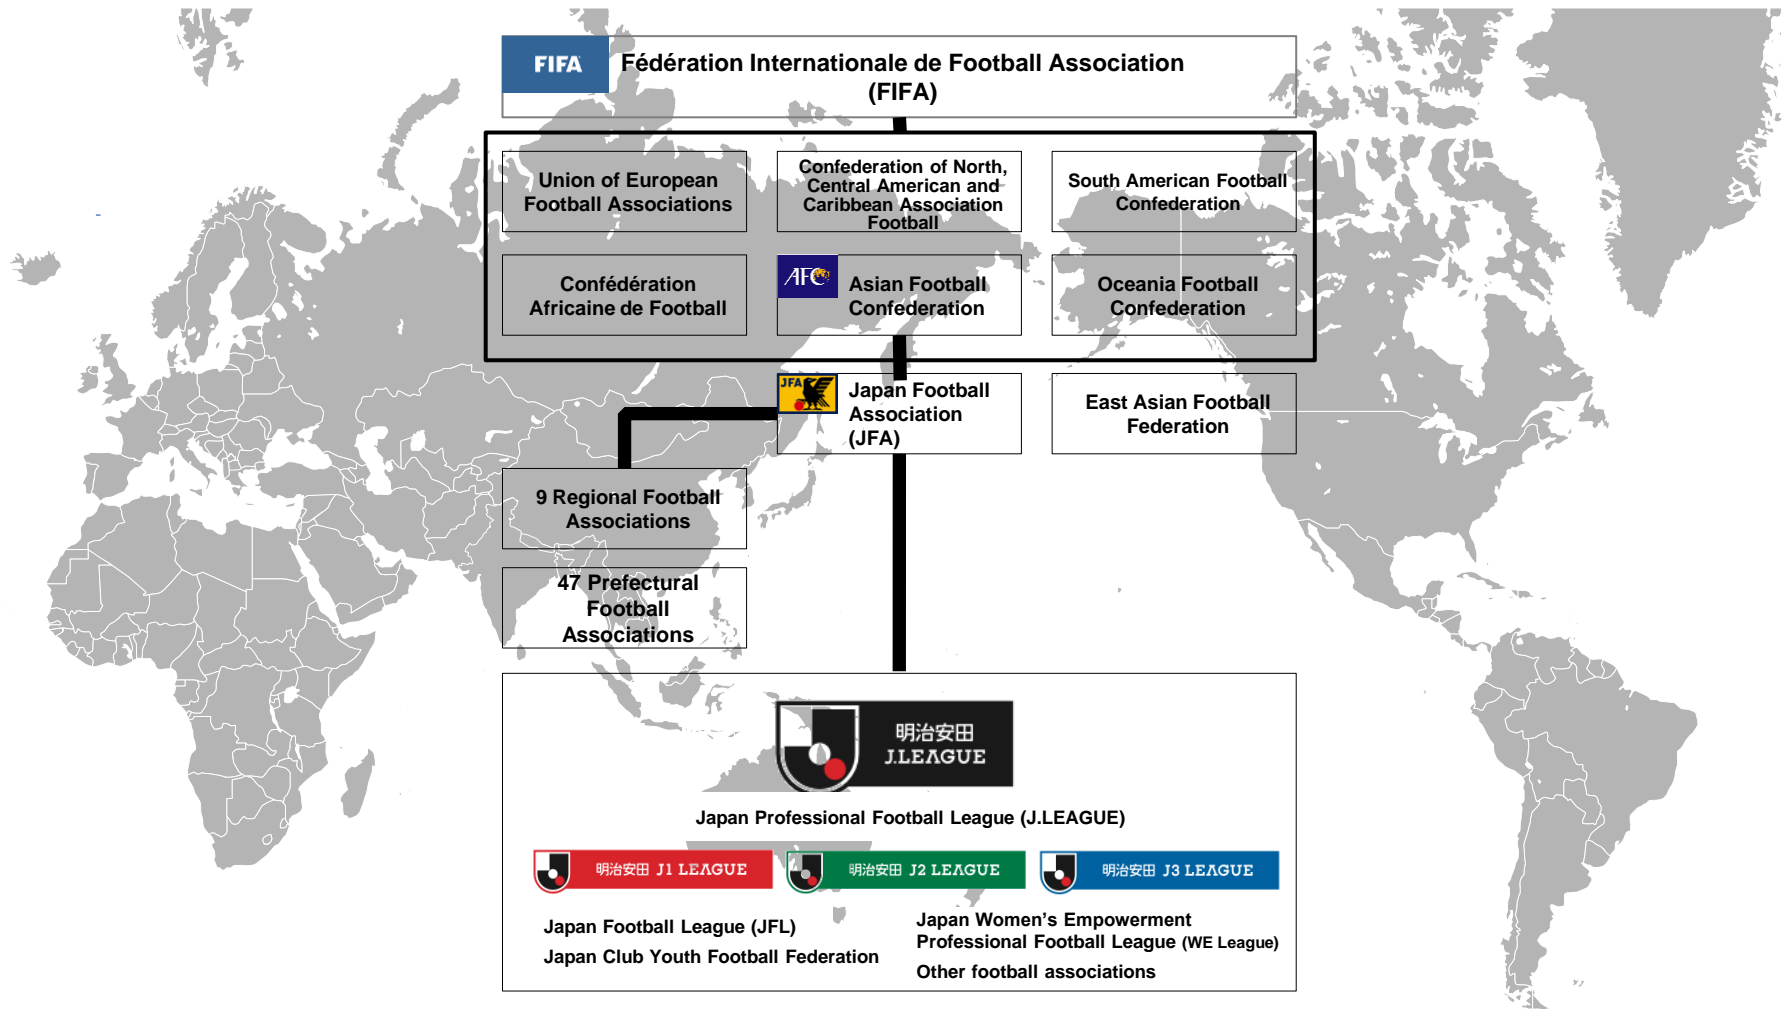 FIFA
Fédération Internationale de Football Association
(FIFA)
Union of European
Football Associations
Confederation of North,
Central American and
Caribbean Association
Football
South American Football
Confederation
Confédération
Africaine de Football
AFC
Asian Football
Confederation
Oceania Football
Confederation
JFA
Japan Football
Association
(JFA)
East Asian Football
Federation
9 Regional Football
Associations
47 Prefectural
Football
Associations
明治安田
J.LEAGUE
Japan Professional Football League (J.LEAGUE)
明治安田 J1 LEAGUE
明治安田 J2 LEAGUE
明治安田 J3 LEAGUE
Japan Football League (JFL)
Japan Club Youth Football Federation
Japan Women’s Empowerment
Professional Football League (WE League)
Other football associations